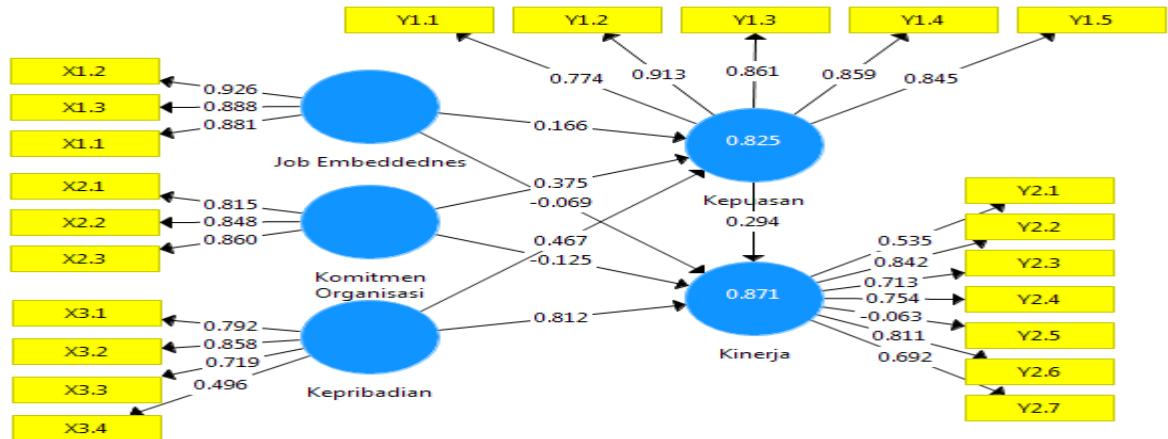 Y1.1
Y1.2
Y1.3
Y1.4
Y1.5
0.774
0.913
0.861
0.859
0.845
X1.2
X1.3
X1.1
0.926
0.888
0.881
Job Embeddednes
0.166
0.825
Kepuasan
X2.1
X2.2
X2.3
0.815
0.848
0.860
Komitmen
Organisasi
0.375
-0.069
0.467
-0.125
0.294
X3.1
X3.2
X3.3
X3.4
0.792
0.858
0.719
0.496
Kepribadian
0.812
0.871
Kinerja
0.535
0.842
0.713
0.754
-0.063
0.811
0.692
Y2.1
Y2.2
Y2.3
Y2.4
Y2.5
Y2.6
Y2.7